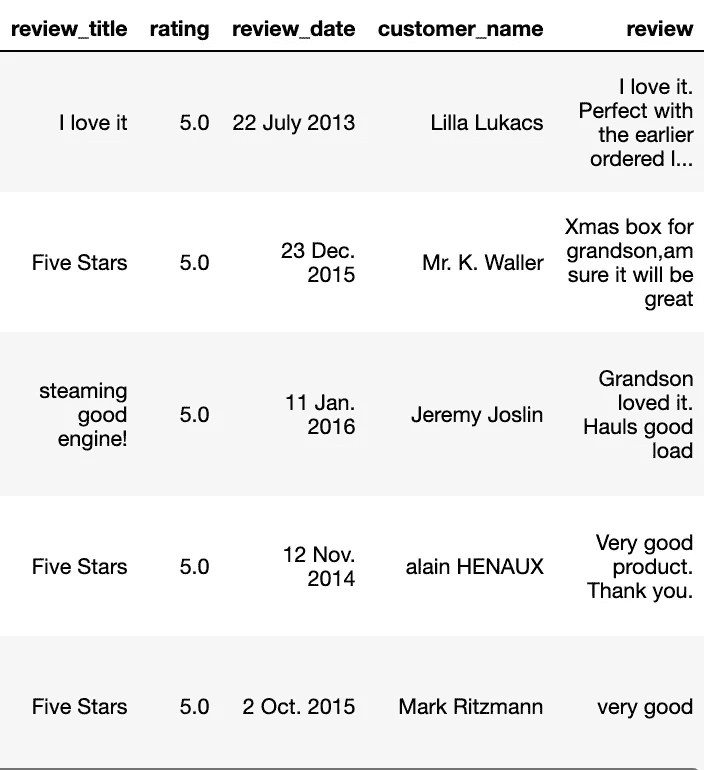 review_title rating review_date customer_name review
I love it 5.0 22 July 2013 Lilla Lukacs I love it.
Perfect with
the earlier
ordered I...
Five Stars 5.0 23 Dec.
2015 Mr. K. Waller Xmas box for
grandson,am
sure it will be
great
steaming
good
engine! 5.0 11 Jan.
2016 Jeremy Joslin Grandson
loved it.
Hauls good
load
Five Stars 5.0 12 Nov.
2014 alain HENAUX Very good
product.
Thank you.
Five Stars 5.0 2 Oct. 2015 Mark Ritzmann very good